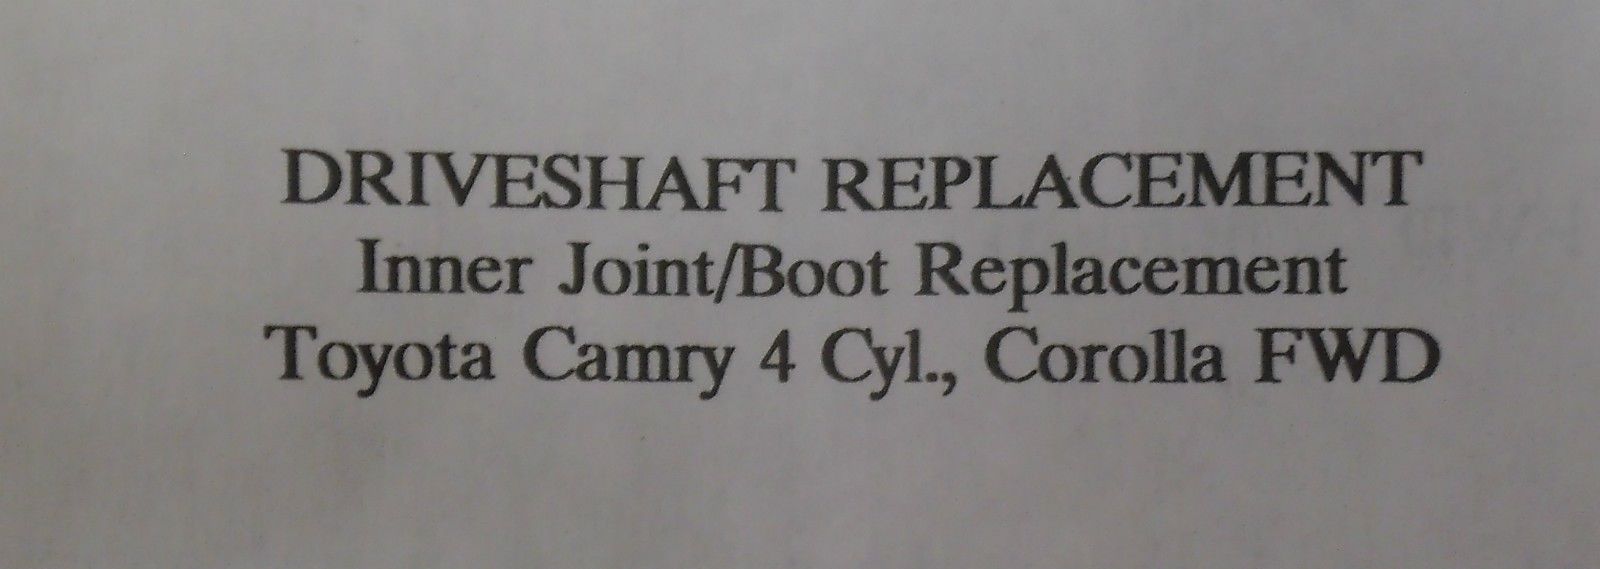 DRIVESHAFT REPLACEMENT
Inner Joint/Boot Replacement
Toyota Camry 4 Cyl., Corolla FWD